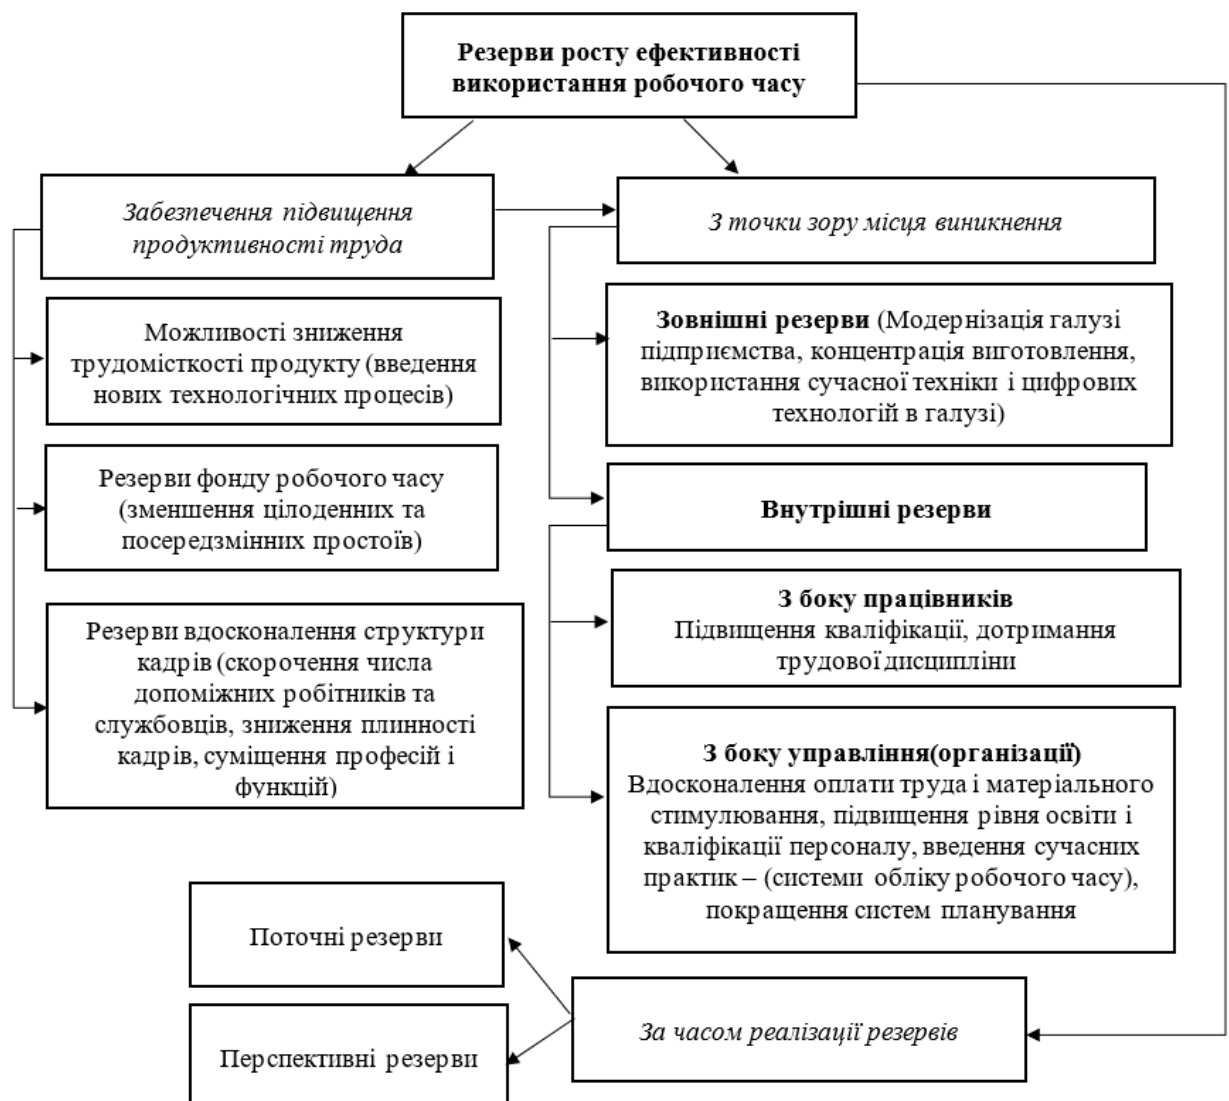 Резерви росту ефективності
використання робочого часу
Забезпечення підвищення
продуктивності труда
З точки зору місця виникнення
Можливості зниження
трудомісткості продукту (введення
нових технологічних процесів)
Зовнішні резерви (Модернізація галузі
підприємства, концентрація виготовлення,
використання сучасної техніки і цифрових
технологій в галузі)
Резерви фонду робочого часу
(зменшення цілоденних та
посередзмінних простоїв)
Внутрішні резерви
З боку працівників
Підвищення кваліфікації, дотримання
трудової дисципліни
Резерви вдосконалення структури
кадрів (скорочення числа
допоміжних робітників та
службовців, зниження плинності
кадрів, суміщення професій і
функцій)
З боку управління(організації)
Вдосконалення оплати труда і матеріального
стимулювання, підвищення рівня освіти і
кваліфікації персоналу, введення сучасних
практик – (системи обліку робочого часу),
покращення систем планування
Поточні резерви
За часом реалізації резервів
Перспективні резерви